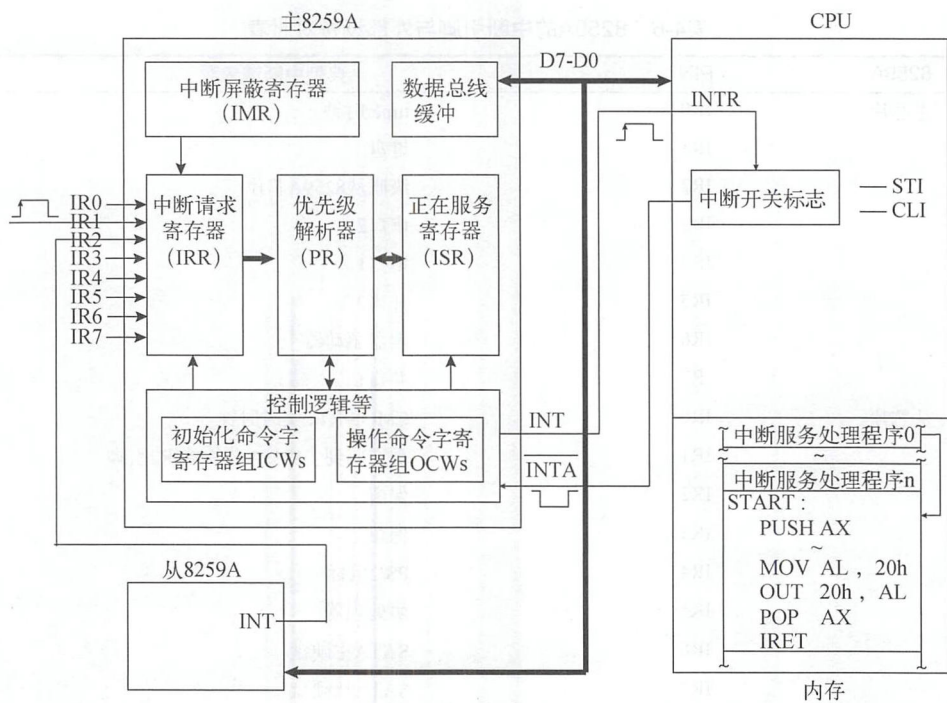 主8259A
CPU
D7-D0
中断屏蔽寄存器
(IMR)
数据总线
缓冲
INTR
IR0
IR1
IR2
IR3
IR4
IR5
IR6
IR7
中断请求
寄存器
(IRR)
优先级
解析器
(PR)
正在服务
寄存器
(ISR)
中断开关标志
STI
CLI
控制逻辑等
初始化命令字
寄存器组ICWs
操作命令字寄
存器组OCWs
INT
INTA
中断服务处理程序0
~
中断服务处理程序n
START:
PUSH AX
~
MOV AL, 20h
OUT 20h, AL
POP AX
IRET
内存
从8259A
INT